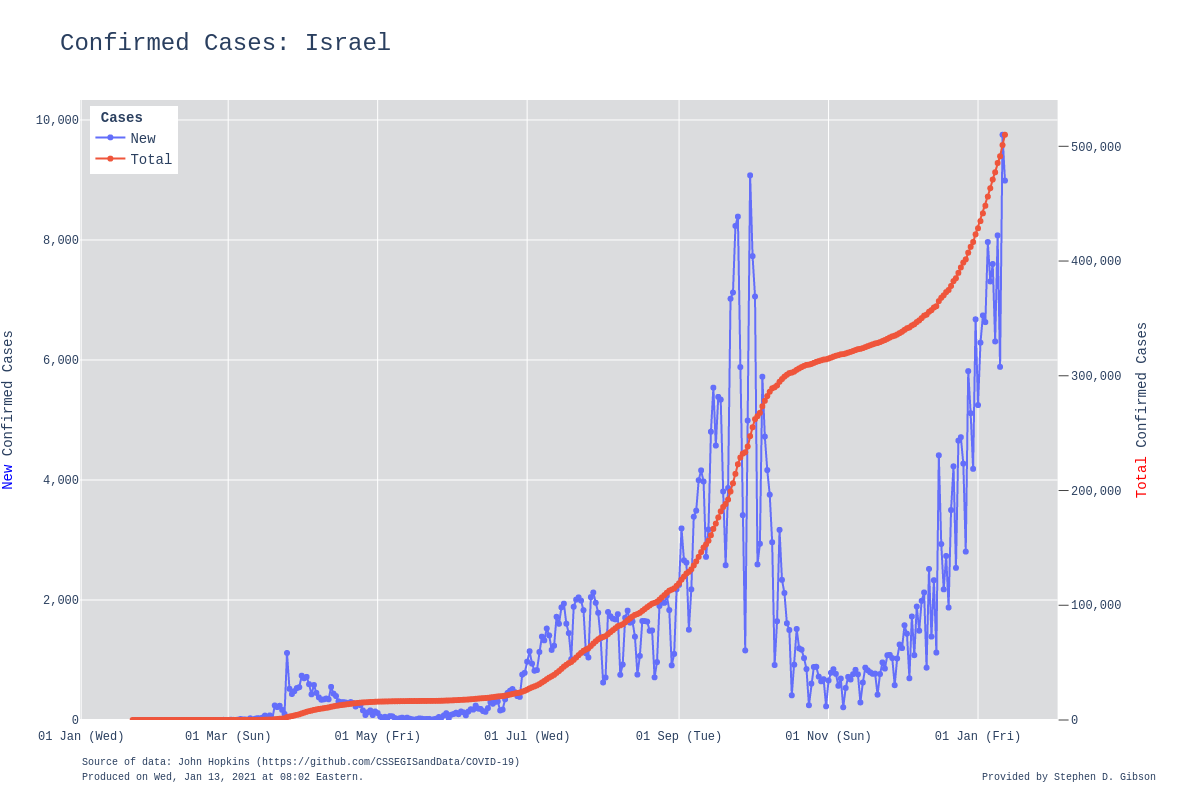 Confirmed Cases: Israel
Cases
New
Total
10,000
8,000
6,000
4,000
2,000
0
500,000
400,000
300,000
200,000
100,000
0
New Confirmed Cases
Total Confirmed Cases
01 Jan (Wed) 01 Mar (Sun) 01 May (Fri) 01 Jul (Wed) 01 Sep (Tue) 01 Nov (Sun) 01 Jan (Fri)
Source of data: John Hopkins (https://github.com/CSSEGISandData/COVID-19)
Produced on Wed, Jan 13, 2021 at 08:02 Eastern.
Provided by Stephen D. Gibson